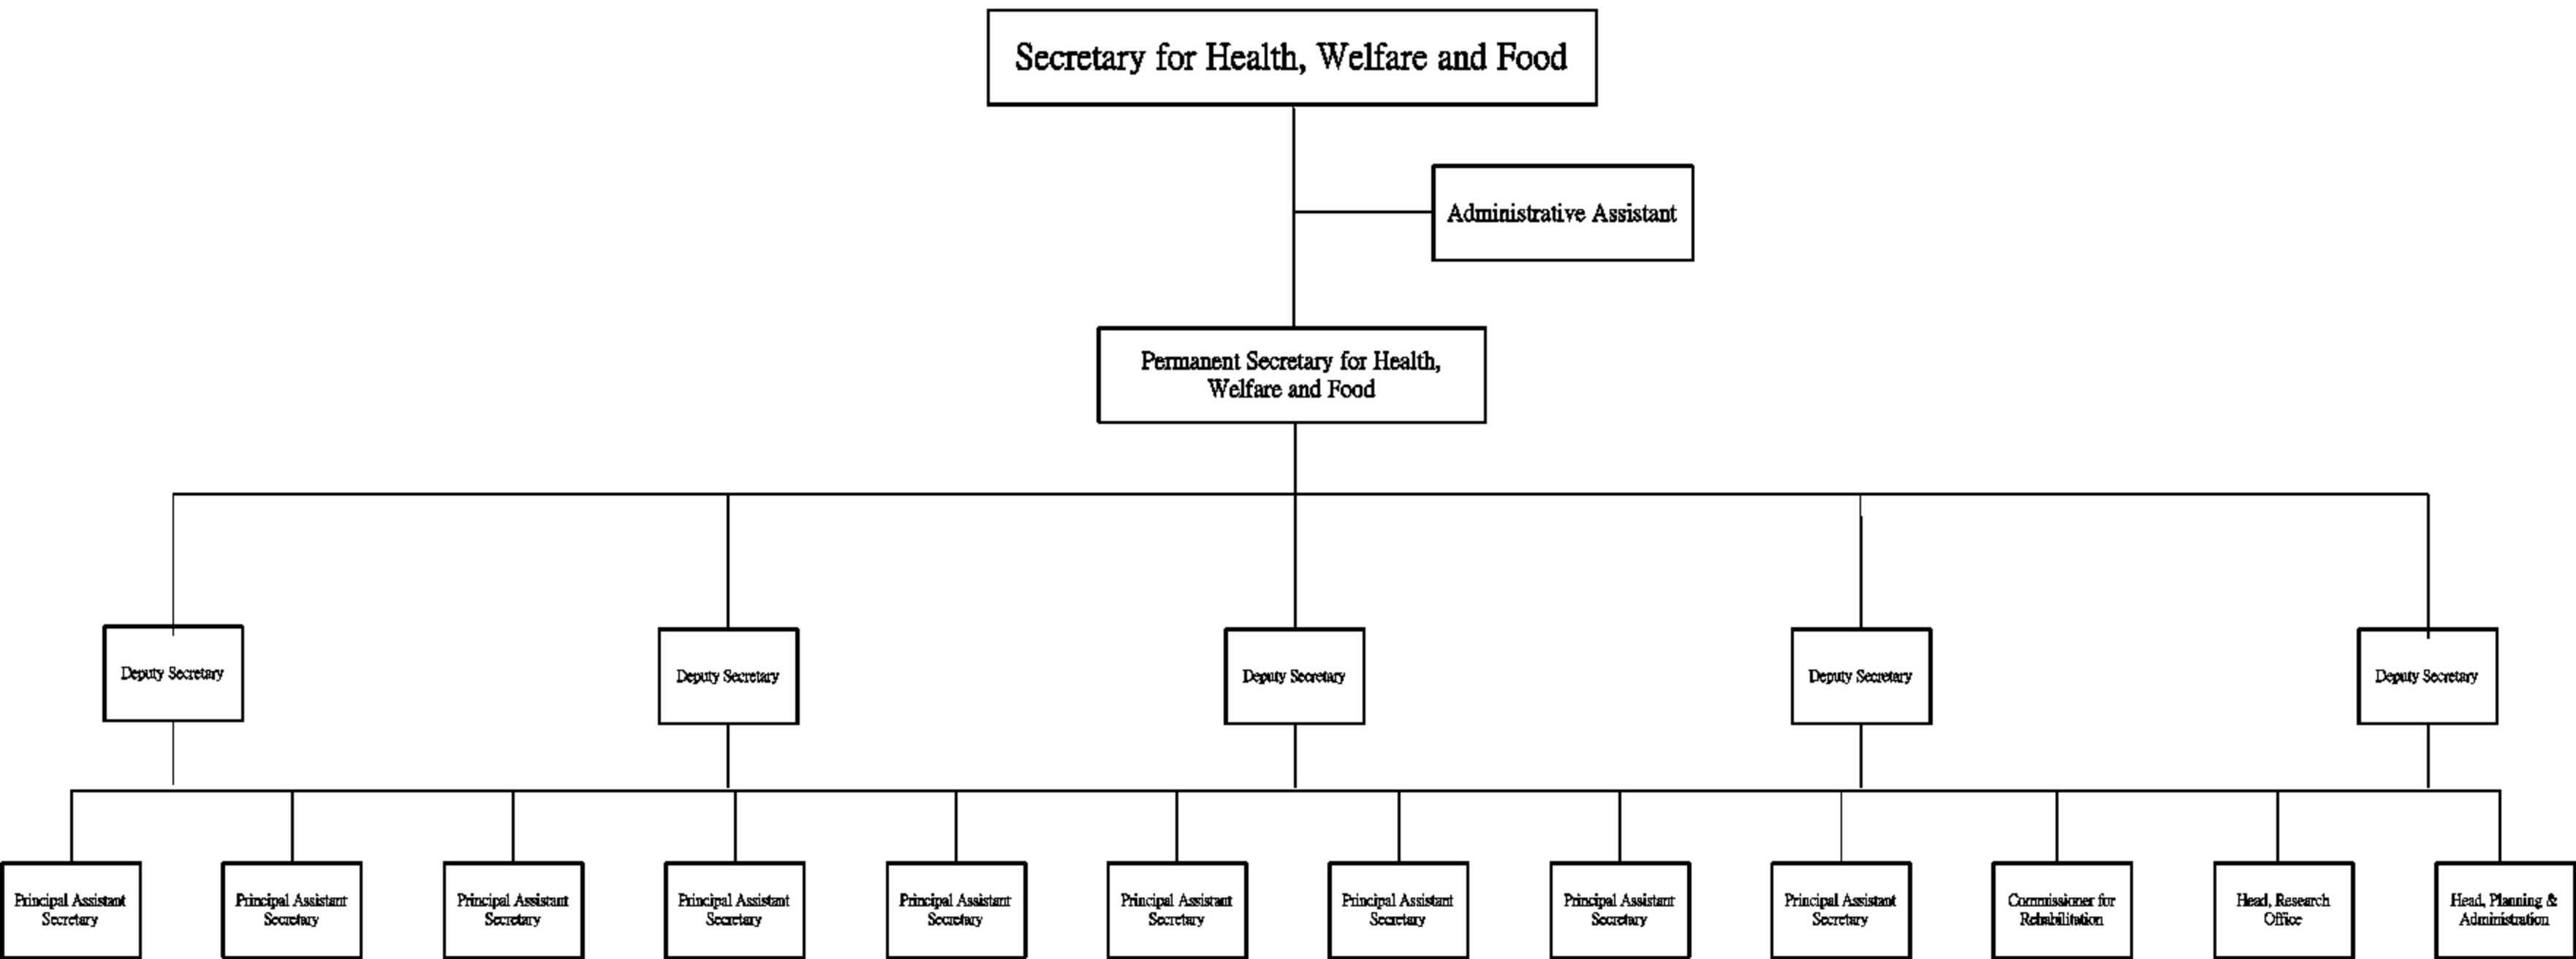 Secretary for Health, Welfare and Food
Administrative Assistant
Permanent Secretary for Health,
Welfare and Food
Deputy Secretary
Deputy Secretary
Deputy Secretary
Deputy Secretary
Deputy Secretary
Principal Assistant
Secretary
Principal Assistant
Secretary
Principal Assistant
Secretary
Principal Assistant
Secretary
Principal Assistant
Secretary
Principal Assistant
Secretary
Principal Assistant
Secretary
Principal Assistant
Secretary
Principal Assistant
Secretary
Commissioner for
Rehabilitation
Head, Research
Office
Head, Planning &
Administration